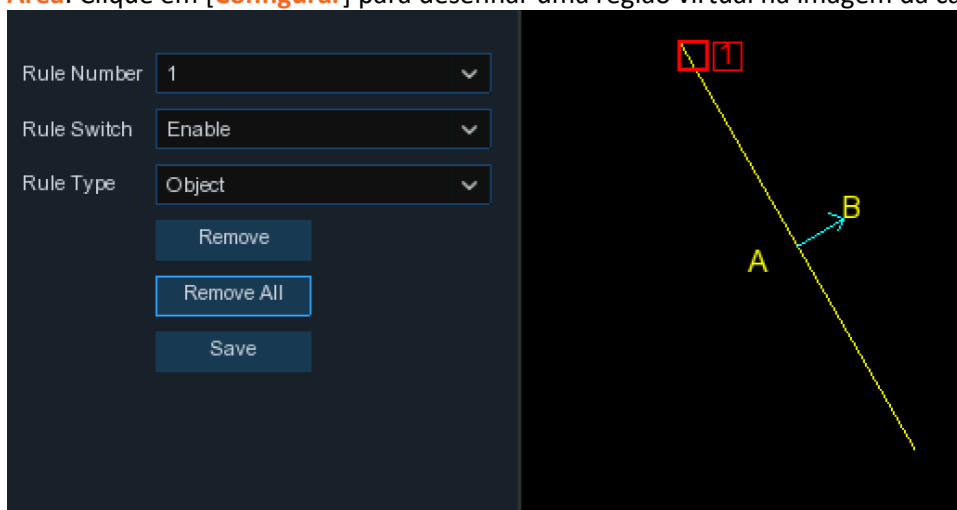 Área: Clique em [Configurar] para desenhar uma região virtual na imagem da câ
Rule Number 1
Rule Switch Enable
Rule Type Object
Remove
Remove All
Save
1
B
A